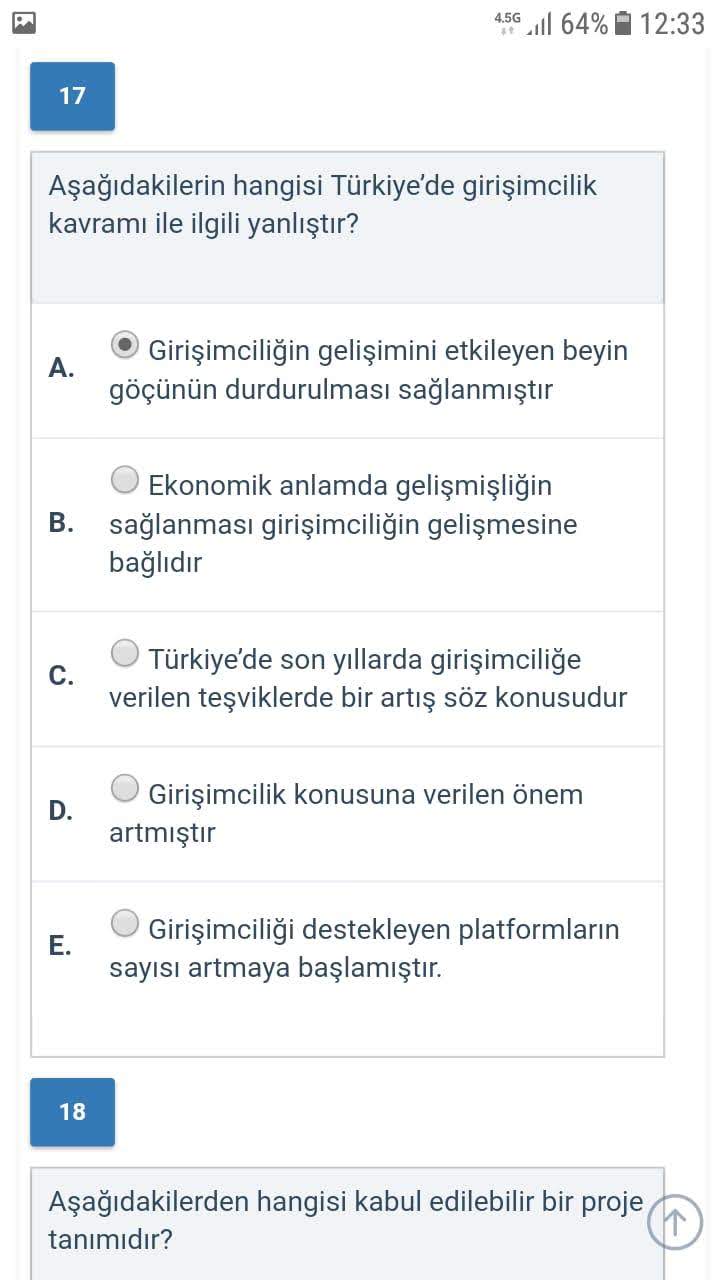 4.5G 64% 12:33
17
Aşağıdakilerin hangisi Türkiye’de girişimcilik
kavramı ile ilgili yanlıştır?
A.
Girişimciliğin gelişimini etkileyen beyin
göçünün durdurulması sağlanmıştır
B.
Ekonomik anlamda gelişmişliğin
sağlanması girişimciliğin gelişmesine
bağlıdır
C.
Türkiye’de son yıllarda girişimciliğe
verilen teşviklerde bir artış söz konusudur
D.
Girişimcilik konusuna verilen önem
artmıştır
E.
Girişimciliği destekleyen platformların
sayısı artmaya başlamıştır.
18
Aşağıdakilerden hangisi kabul edilebilir bir proje
tanımıdır?